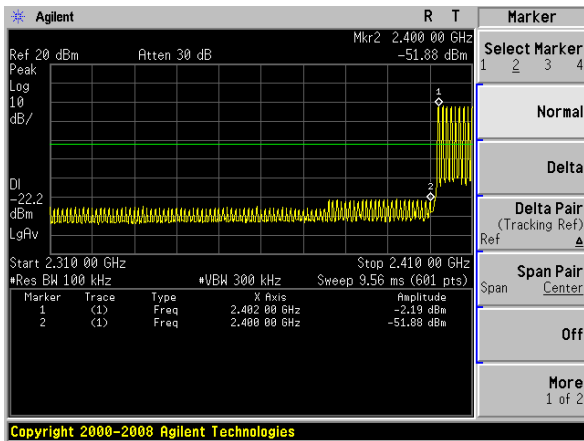 Agilent R T Marker
Mkr2 2.400 00 GHz
Ref 20 dBm Atten 30 dB -51.88 dBm
Peak
Log
10
dB/
DI
-22.2
dBm
LgAv
1
2
Start 2.310 00 GHz Stop 2.410 00 GHz
#Res BW 100 kHz #VBW 300 kHz Sweep 9.56 ms (601 pts)
Marker Trace Type X Axis Amplitude
1 (1) Freq 2.402 00 GHz -2.19 dBm
2 (1) Freq 2.400 00 GHz -51.88 dBm
Select Marker
1 2 3 4
Normal
Delta
Delta Pair
(Tracking Ref)
Ref Δ
Span Pair
Span Center
Off
More
1 of 2
Copyright 2000-2008 Agilent Technologies